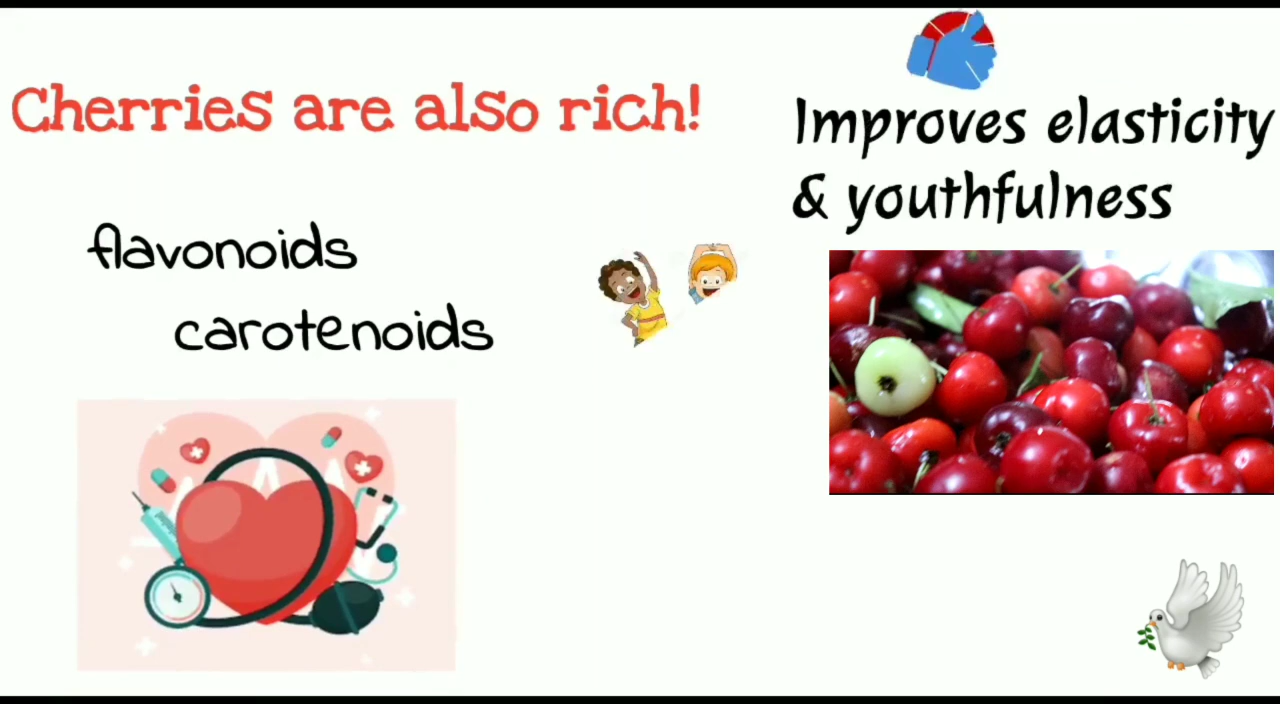 Cherries are also rich!
flavonoids
carotenoids
Improves elasticity
& youthfulness